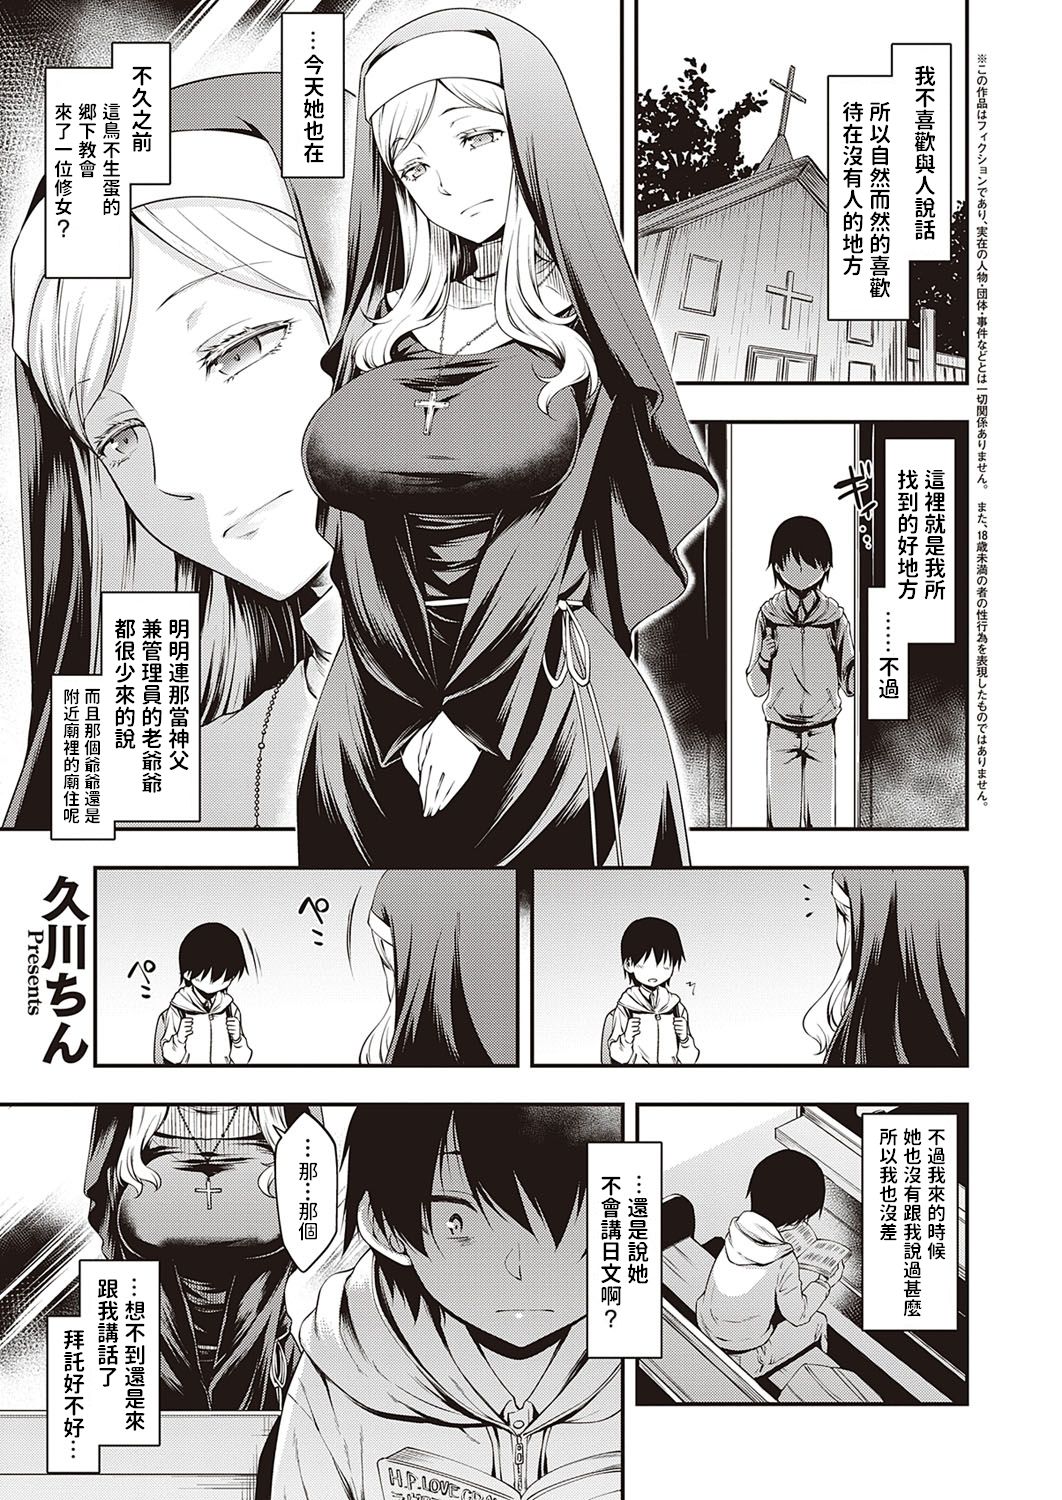 ※この作品はフィクションであり、実在の人物・団体・事件などとは一切関係ありません。 また、18歳未満の者の性行為を表現したものではありません。
我不喜歡與人說話
所以自然而然的喜歡
待在沒有人的地方
這裡就是我所
找到的好地方
……不過
ギィ…
…今天她也在
不久之前
這鳥不生蛋的
鄉下教會
來了一位修女？
明明連那當神父
兼管理員的老爺爺
都很少來的說
而且那個爺爺還是
附近廟裡的廟住呢
ペコ
ペコ
久川ちん
Presents
不過我來的時候
她也沒有跟我說過甚麼
所以我也沒差
…還是說她
不會講日文啊？
…那…那個
…想不到還是來
跟我講話了
拜託好不好…
H.P.LOVE CRA